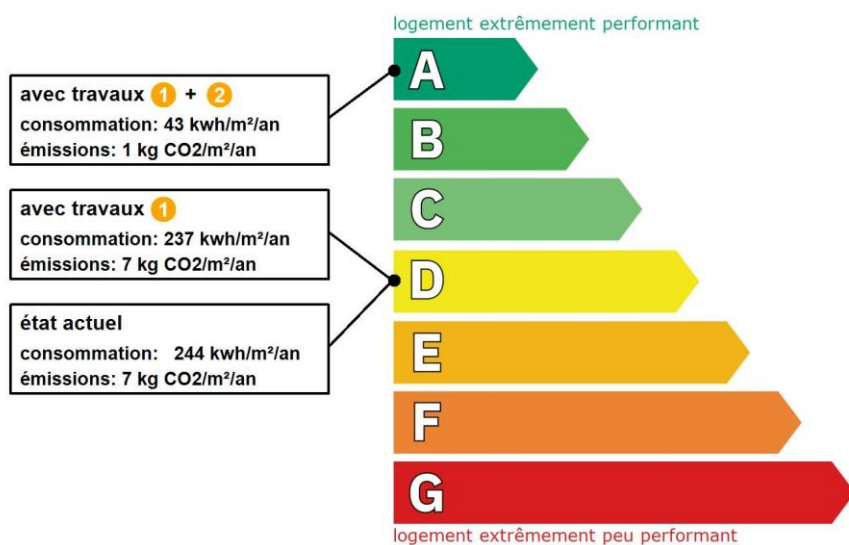 logement extrêmement performant
avec travaux 1 + 2
consommation: 43 kwh/m²/an
émissions: 1 kg CO2/m²/an
avec travaux 1
consommation: 237 kwh/m²/an
émissions: 7 kg CO2/m²/an
état actuel
consommation: 244 kwh/m²/an
émissions: 7 kg CO2/m²/an
A
B
C
D
E
F
G
logement extrêmement peu performant